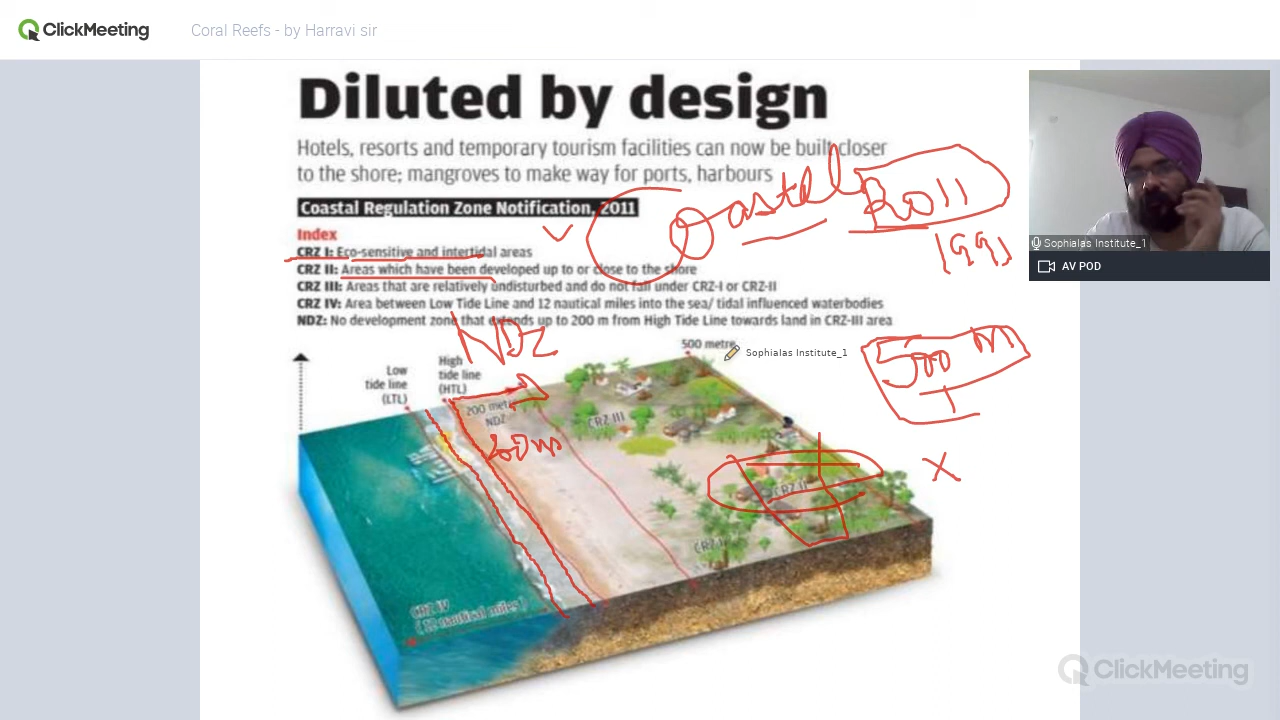 ClickMeeting
Coral Reefs - by Harravi sir
Diluted by design
Hotels, resorts and temporary tourism facilities can now be built closer
to the shore; mangroves to make way for ports, harbours
Coastal
2011
1991
Coastal Regulation Zone Notification, 2011
Index
CRZ I: Eco-sensitive and intertidal areas
CRZ II: Areas which have been developed up to or close to the shore
CRZ III: Areas that are relatively undisturbed and do not fall under CRZ-I or CRZ-II
CRZ IV: Area between Low Tide Line and 12 nautical miles into the sea/ tidal influenced waterbodies
NDZ: No development zone that extends up to 200 m from High Tide Line towards land in CRZ-III area
Sophialas Institute_1
AV POD
NDZ
500 metre
Sophialas Institute_1
500 m
Low
tide line
(LTL)
High
tide line
(HTL)
200 metre
NDZ
200m
CRZ III
CRZ II
CRZ IV
(12 nautical miles)
ClickMeeting